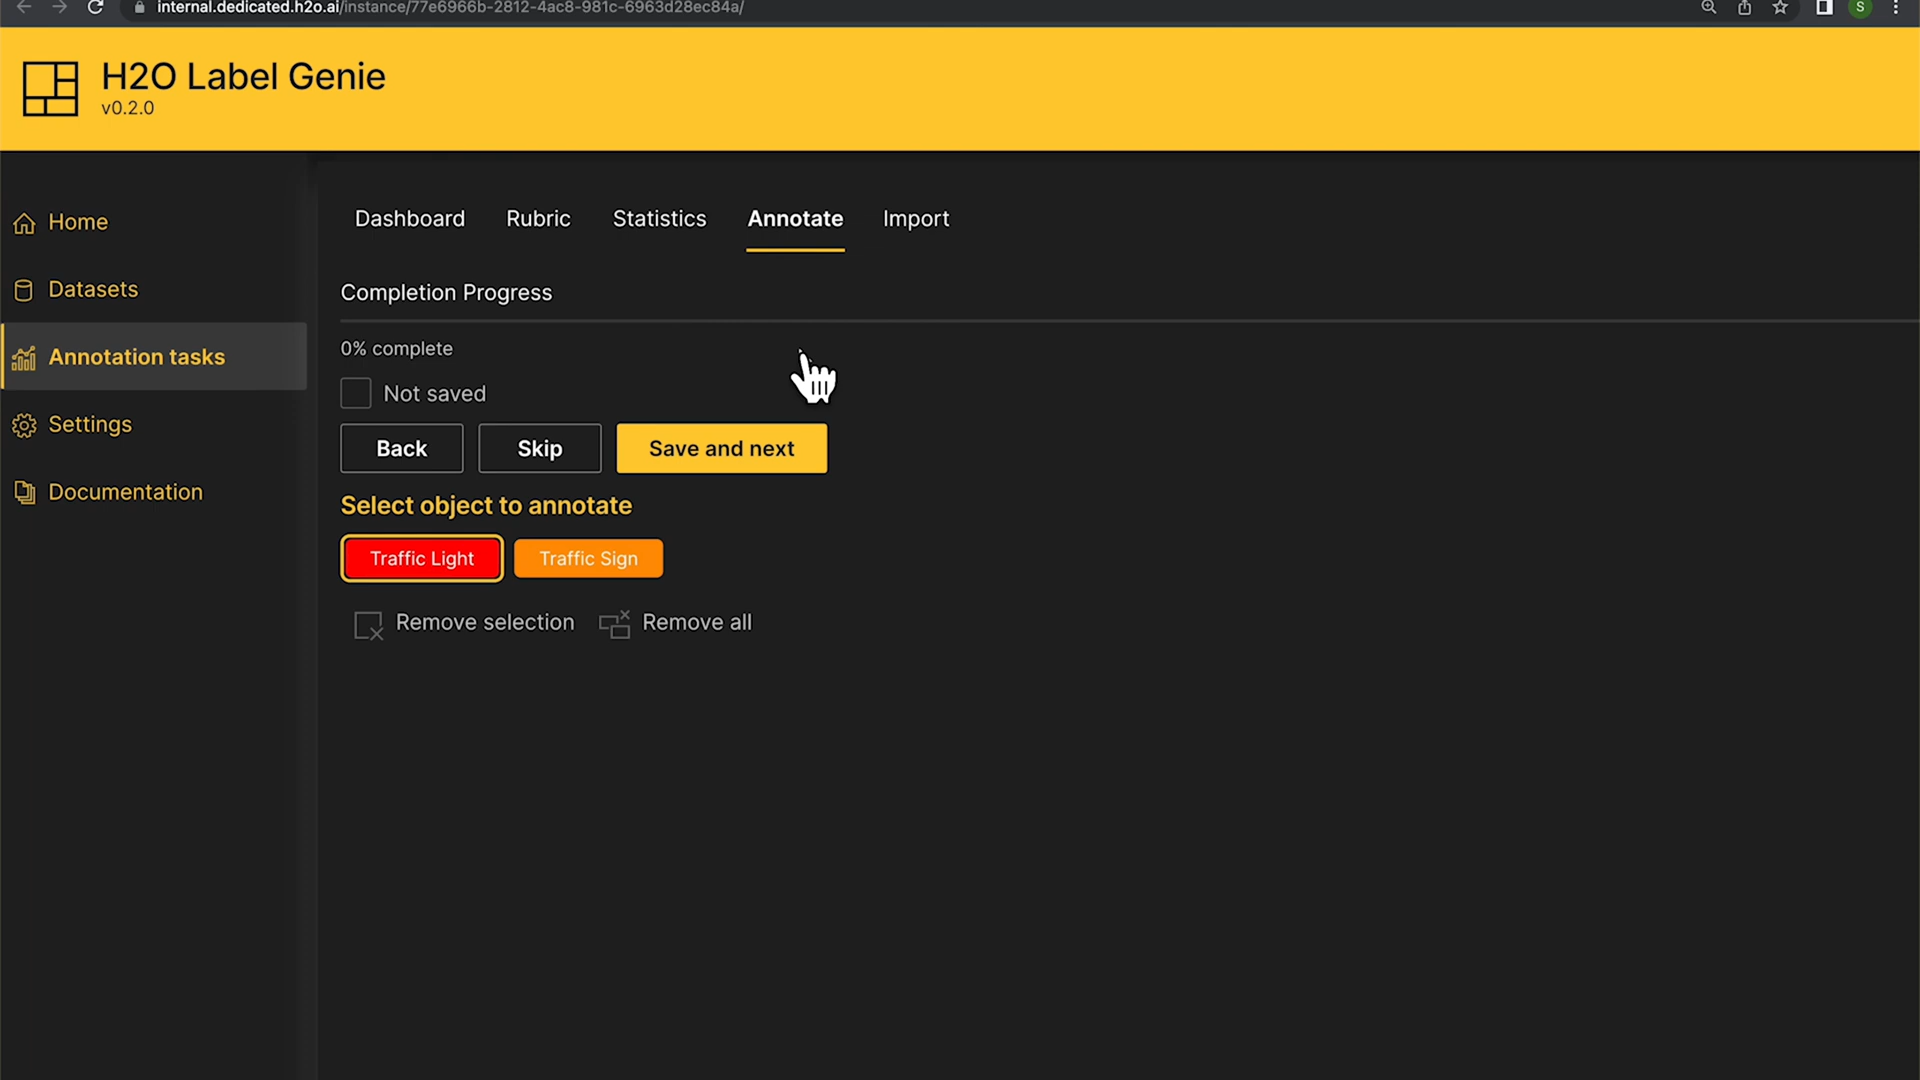 internal.dedicated.h2o.ai/instance/77e6966b-2812-4ac8-981c-6963d28ec84a/
S
H2O Label Genie
v0.2.0
Home
Datasets
Annotation tasks
Settings
Documentation
Dashboard Rubric Statistics Annotate Import
Completion Progress
0% complete
Not saved
Back Skip Save and next
Select object to annotate
Traffic Light Traffic Sign
Remove selection Remove all